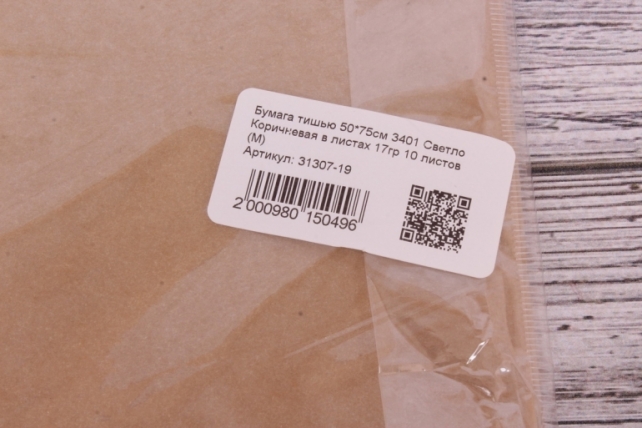 Бумага тишью 50*75см 3401 Светло
Коричневая в листах 17гр 10 листов
(М)
Артикул: 31307-19
2 000980 150496